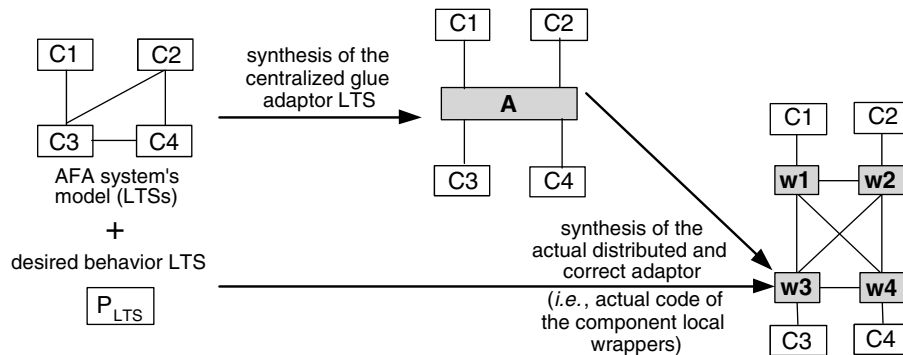 C1
C2
C3
C4
AFA system's
model (LTSs)
+
desired behavior LTS
P_LTS
synthesis of the
centralized glue
adaptor LTS
C1
C2
A
C3
C4
synthesis of the
actual distributed and
correct adaptor
(i.e., actual code of
the component local
wrappers)
C1
C2
w1
w2
w3
w4
C3
C4